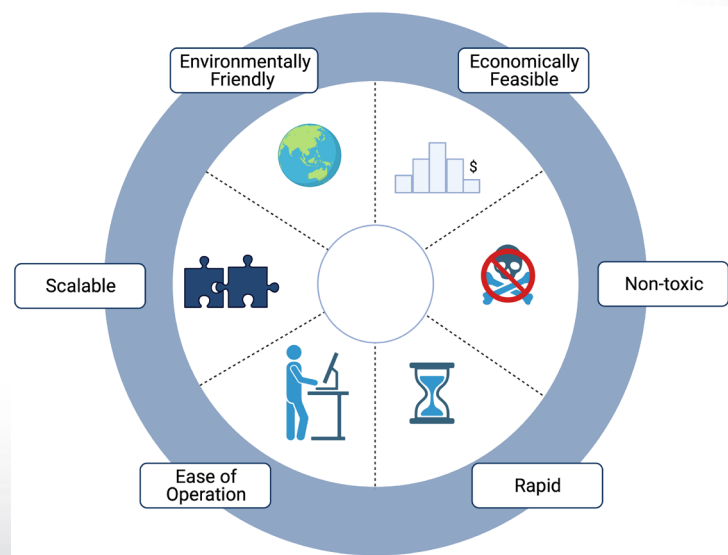 Environmentally
Friendly
Economically
Feasible
$
Scalable
Non-toxic
Ease of
Operation
Rapid